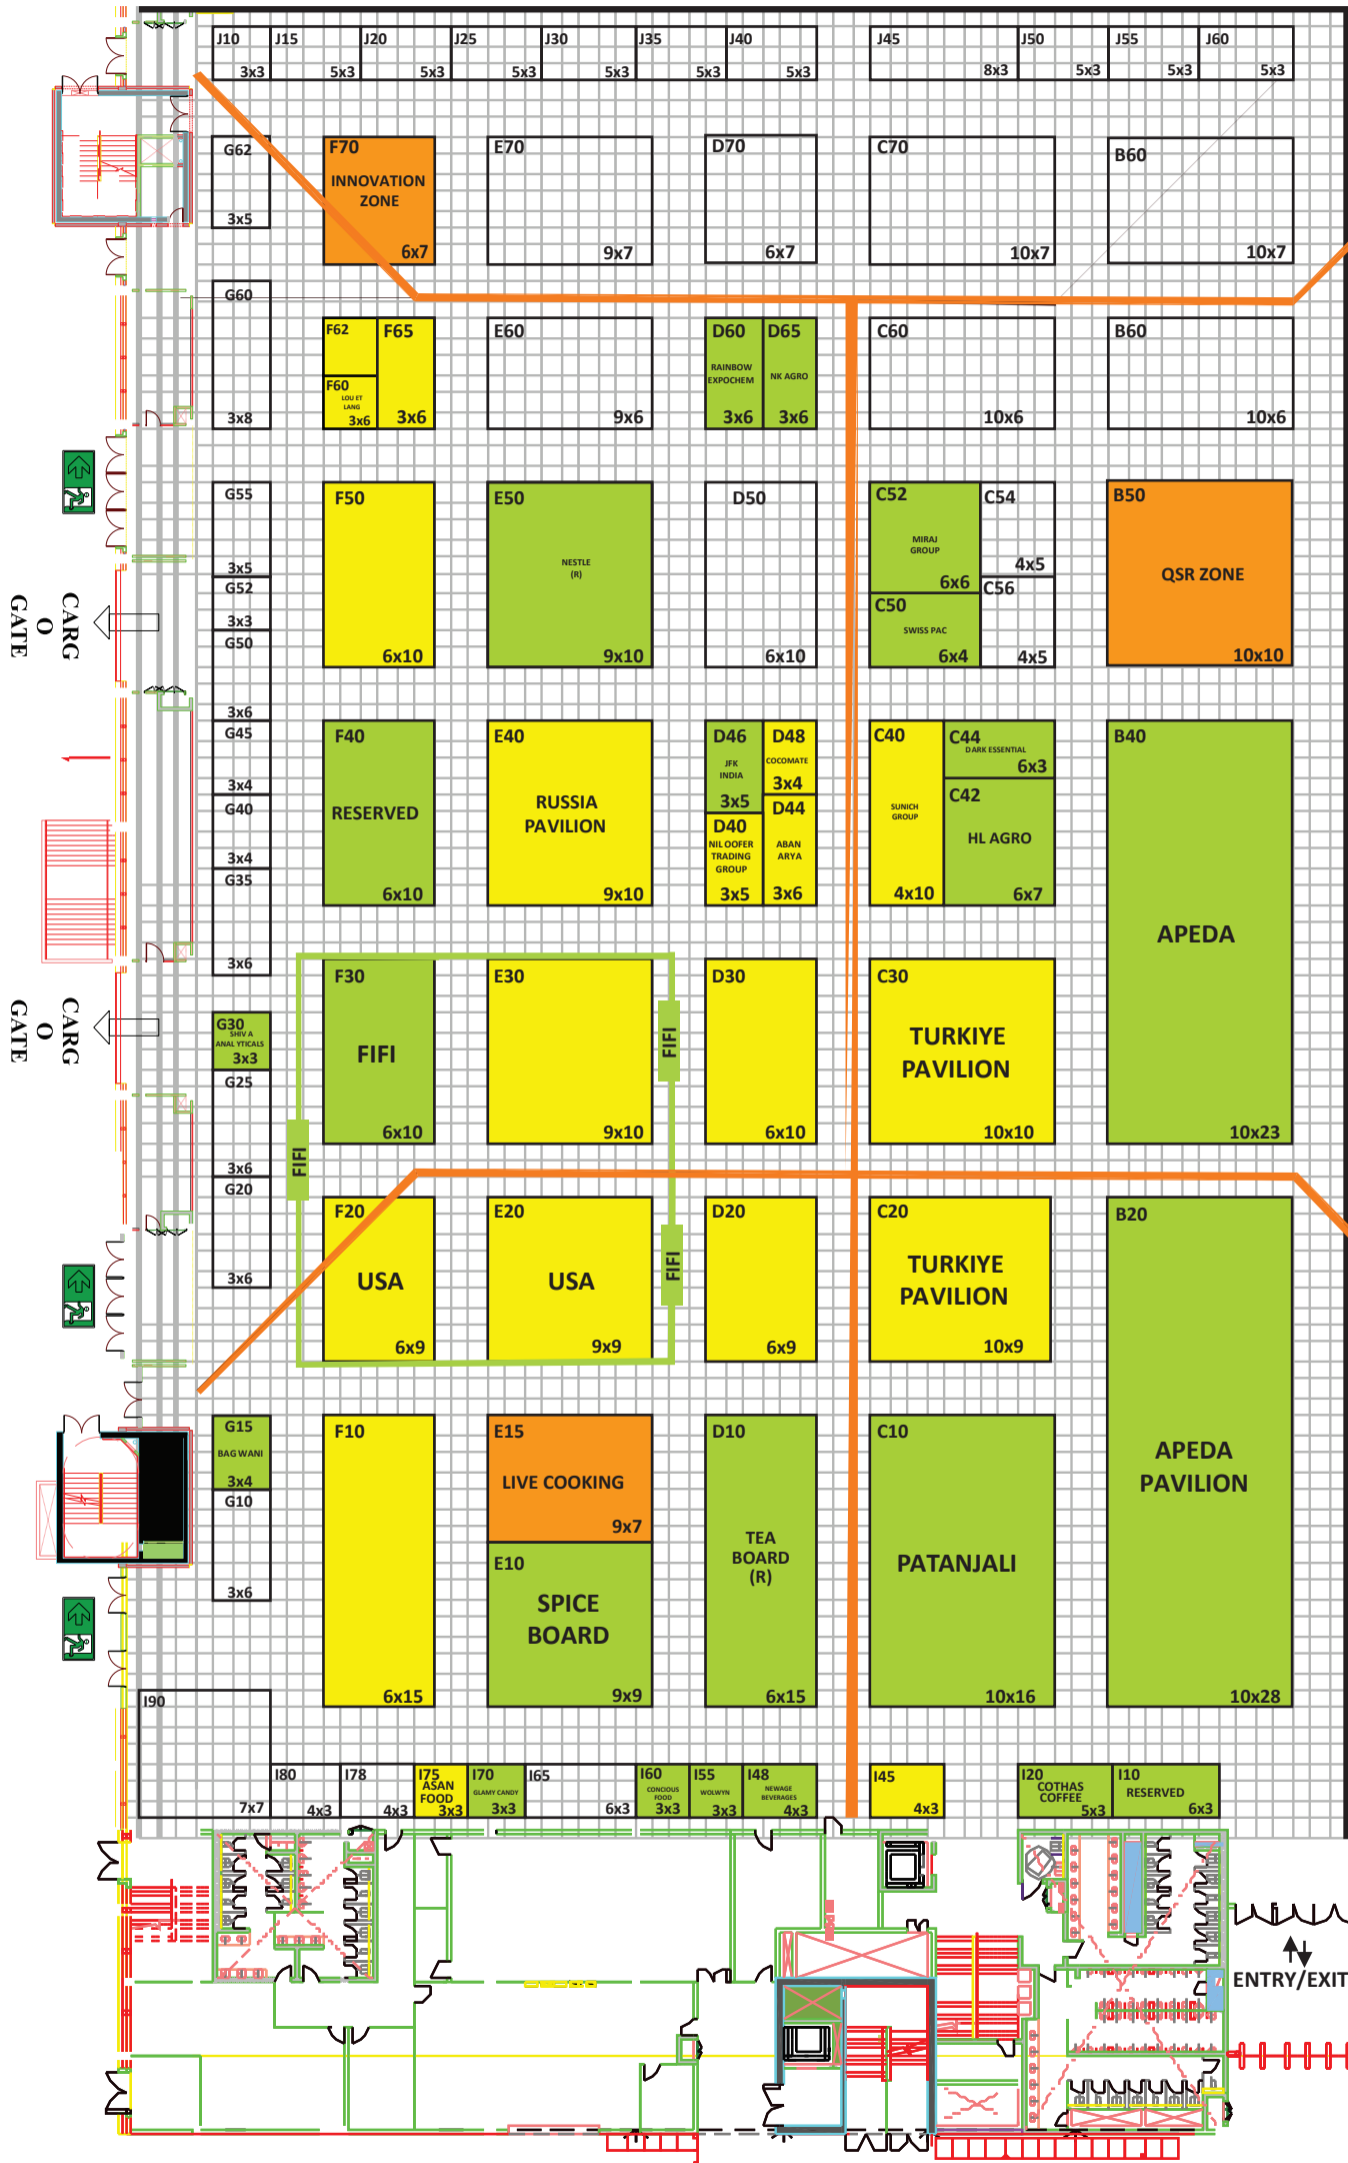 J10 J15 J20 J25 J30 J35 J40 J45 J50 J55 J60
3x3 5x3 5x3 5x3 5x3 5x3 5x3 8x3 5x3 5x3 5x3
G62
3x5
F70
INNOVATION
ZONE
6x7
E70
9x7
D70
6x7
C70
10x7
B60
10x7
G60
3x8
F62
F60
LOU ET
LANG
3x6
F65
3x6
E60
9x6
D60
RAINBOW
EXPOCHEM
3x6
D65
NK AGRO
3x6
C60
10x6
B60
10x6
G55
3x5
G52
3x3
G50
3x6
F50
6x10
E50
NESTLE
(R)
9x10
D50
6x10
C52
MIRAJ
GROUP
6x6
C50
SWISS PAC
6x4
C54
4x5
C56
4x5
B50
QSR ZONE
10x10
CARG
O
GATE
G45
3x4
G40
3x4
G35
3x6
F40
RESERVED
6x10
E40
RUSSIA
PAVILION
9x10
D46
JFK
INDIA
3x5
D48
COCOMATE
3x4
D40
NIL OOFER
TRADING
GROUP
3x5
D44
ABAN
ARYA
3x6
C40
SUNICH
GROUP
4x10
C44
DARK ESSENTIAL
6x3
C42
HL AGRO
6x7
B40
APEDA
10x23
CARG
O
GATE
G30
SHIV A
ANAL YTICALS
3x3
G25
3x6
G20
3x6
F30
FIFI
6x10
E30
9x10
FIFI
FIFI
FIFI
D30
6x10
C30
TURKIYE
PAVILION
10x10
F20
USA
6x9
E20
USA
9x9
D20
6x9
C20
TURKIYE
PAVILION
10x9
B20
APEDA
PAVILION
10x28
G15
BAG WANI
3x4
G10
3x6
F10
6x15
E15
LIVE COOKING
9x7
E10
SPICE
BOARD
9x9
D10
TEA
BOARD
(R)
6x15
C10
PATANJALI
10x16
I90
7x7
I80
4x3
I78
4x3
I75
ASAN
FOOD
3x3
I70
GLAMY CANDY
3x3
I65
6x3
I60
CONCIOUS
FOOD
3x3
I55
WOLWYN
3x3
I48
NEWAGE
BEVERAGES
4x3
I45
4x3
I20
COTHAS
COFFEE
5x3
I10
RESERVED
6x3
ENTRY/EXIT